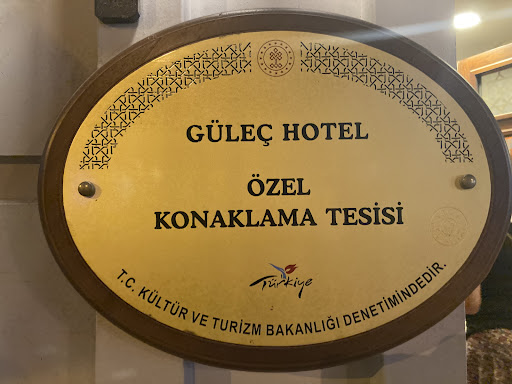 GÜLEÇ HOTEL
ÖZEL
KONAKLAMA TESİSİ
Türkiye
T.C. KÜLTÜR VE TURİZM BAKANLIĞI DENETİMİNDEDİR.